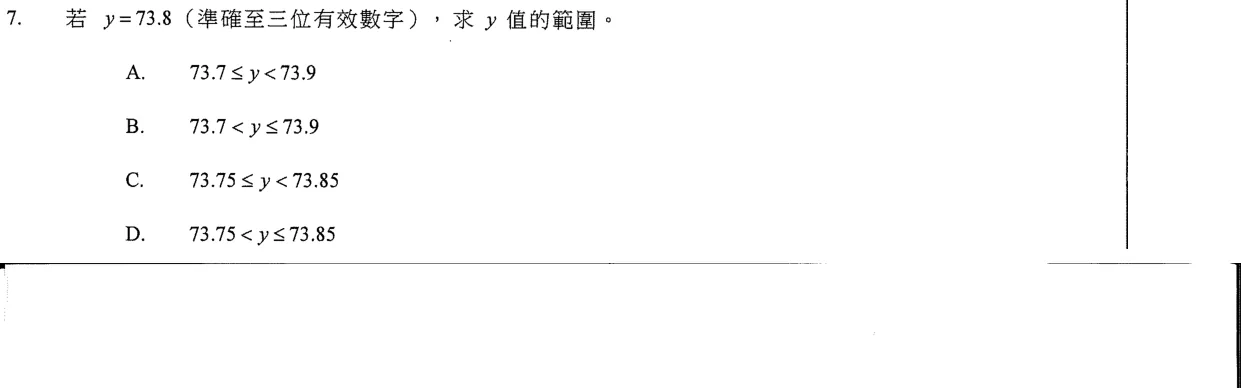 7. 若 y = 73.8（準確至三位有效數字），求 y 值的範圍。
A. 73.7 ≤ y < 73.9
B. 73.7 < y ≤ 73.9
C. 73.75 ≤ y < 73.85
D. 73.75 < y ≤ 73.85